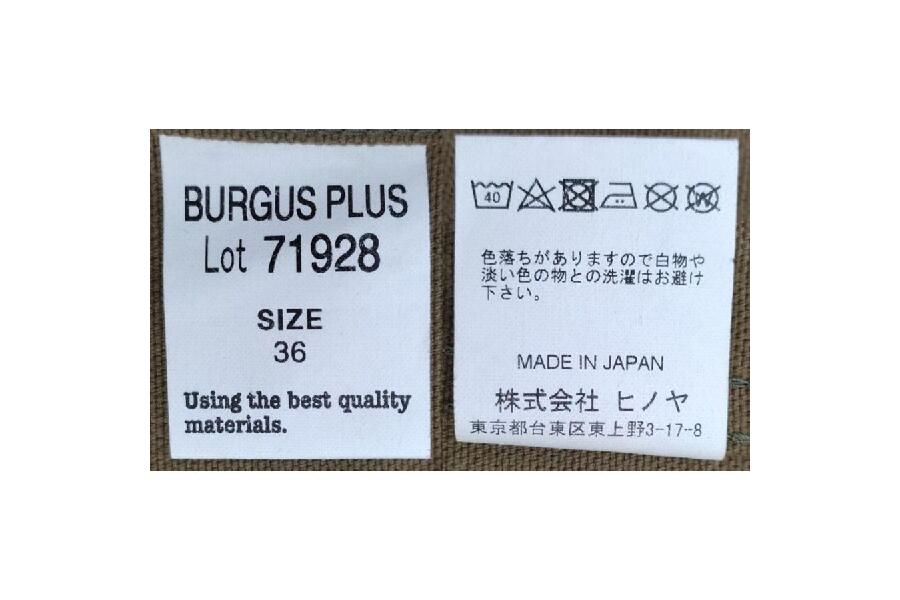 BURGUS PLUS
Lot 71928
SIZE
36
Using the best quality
materials.
40
W
色落ちがありますので白物や
淡い色の物との洗濯はお避け
下さい。
MADE IN JAPAN
株式会社 ヒノヤ
東京都台東区東上野3-17-8